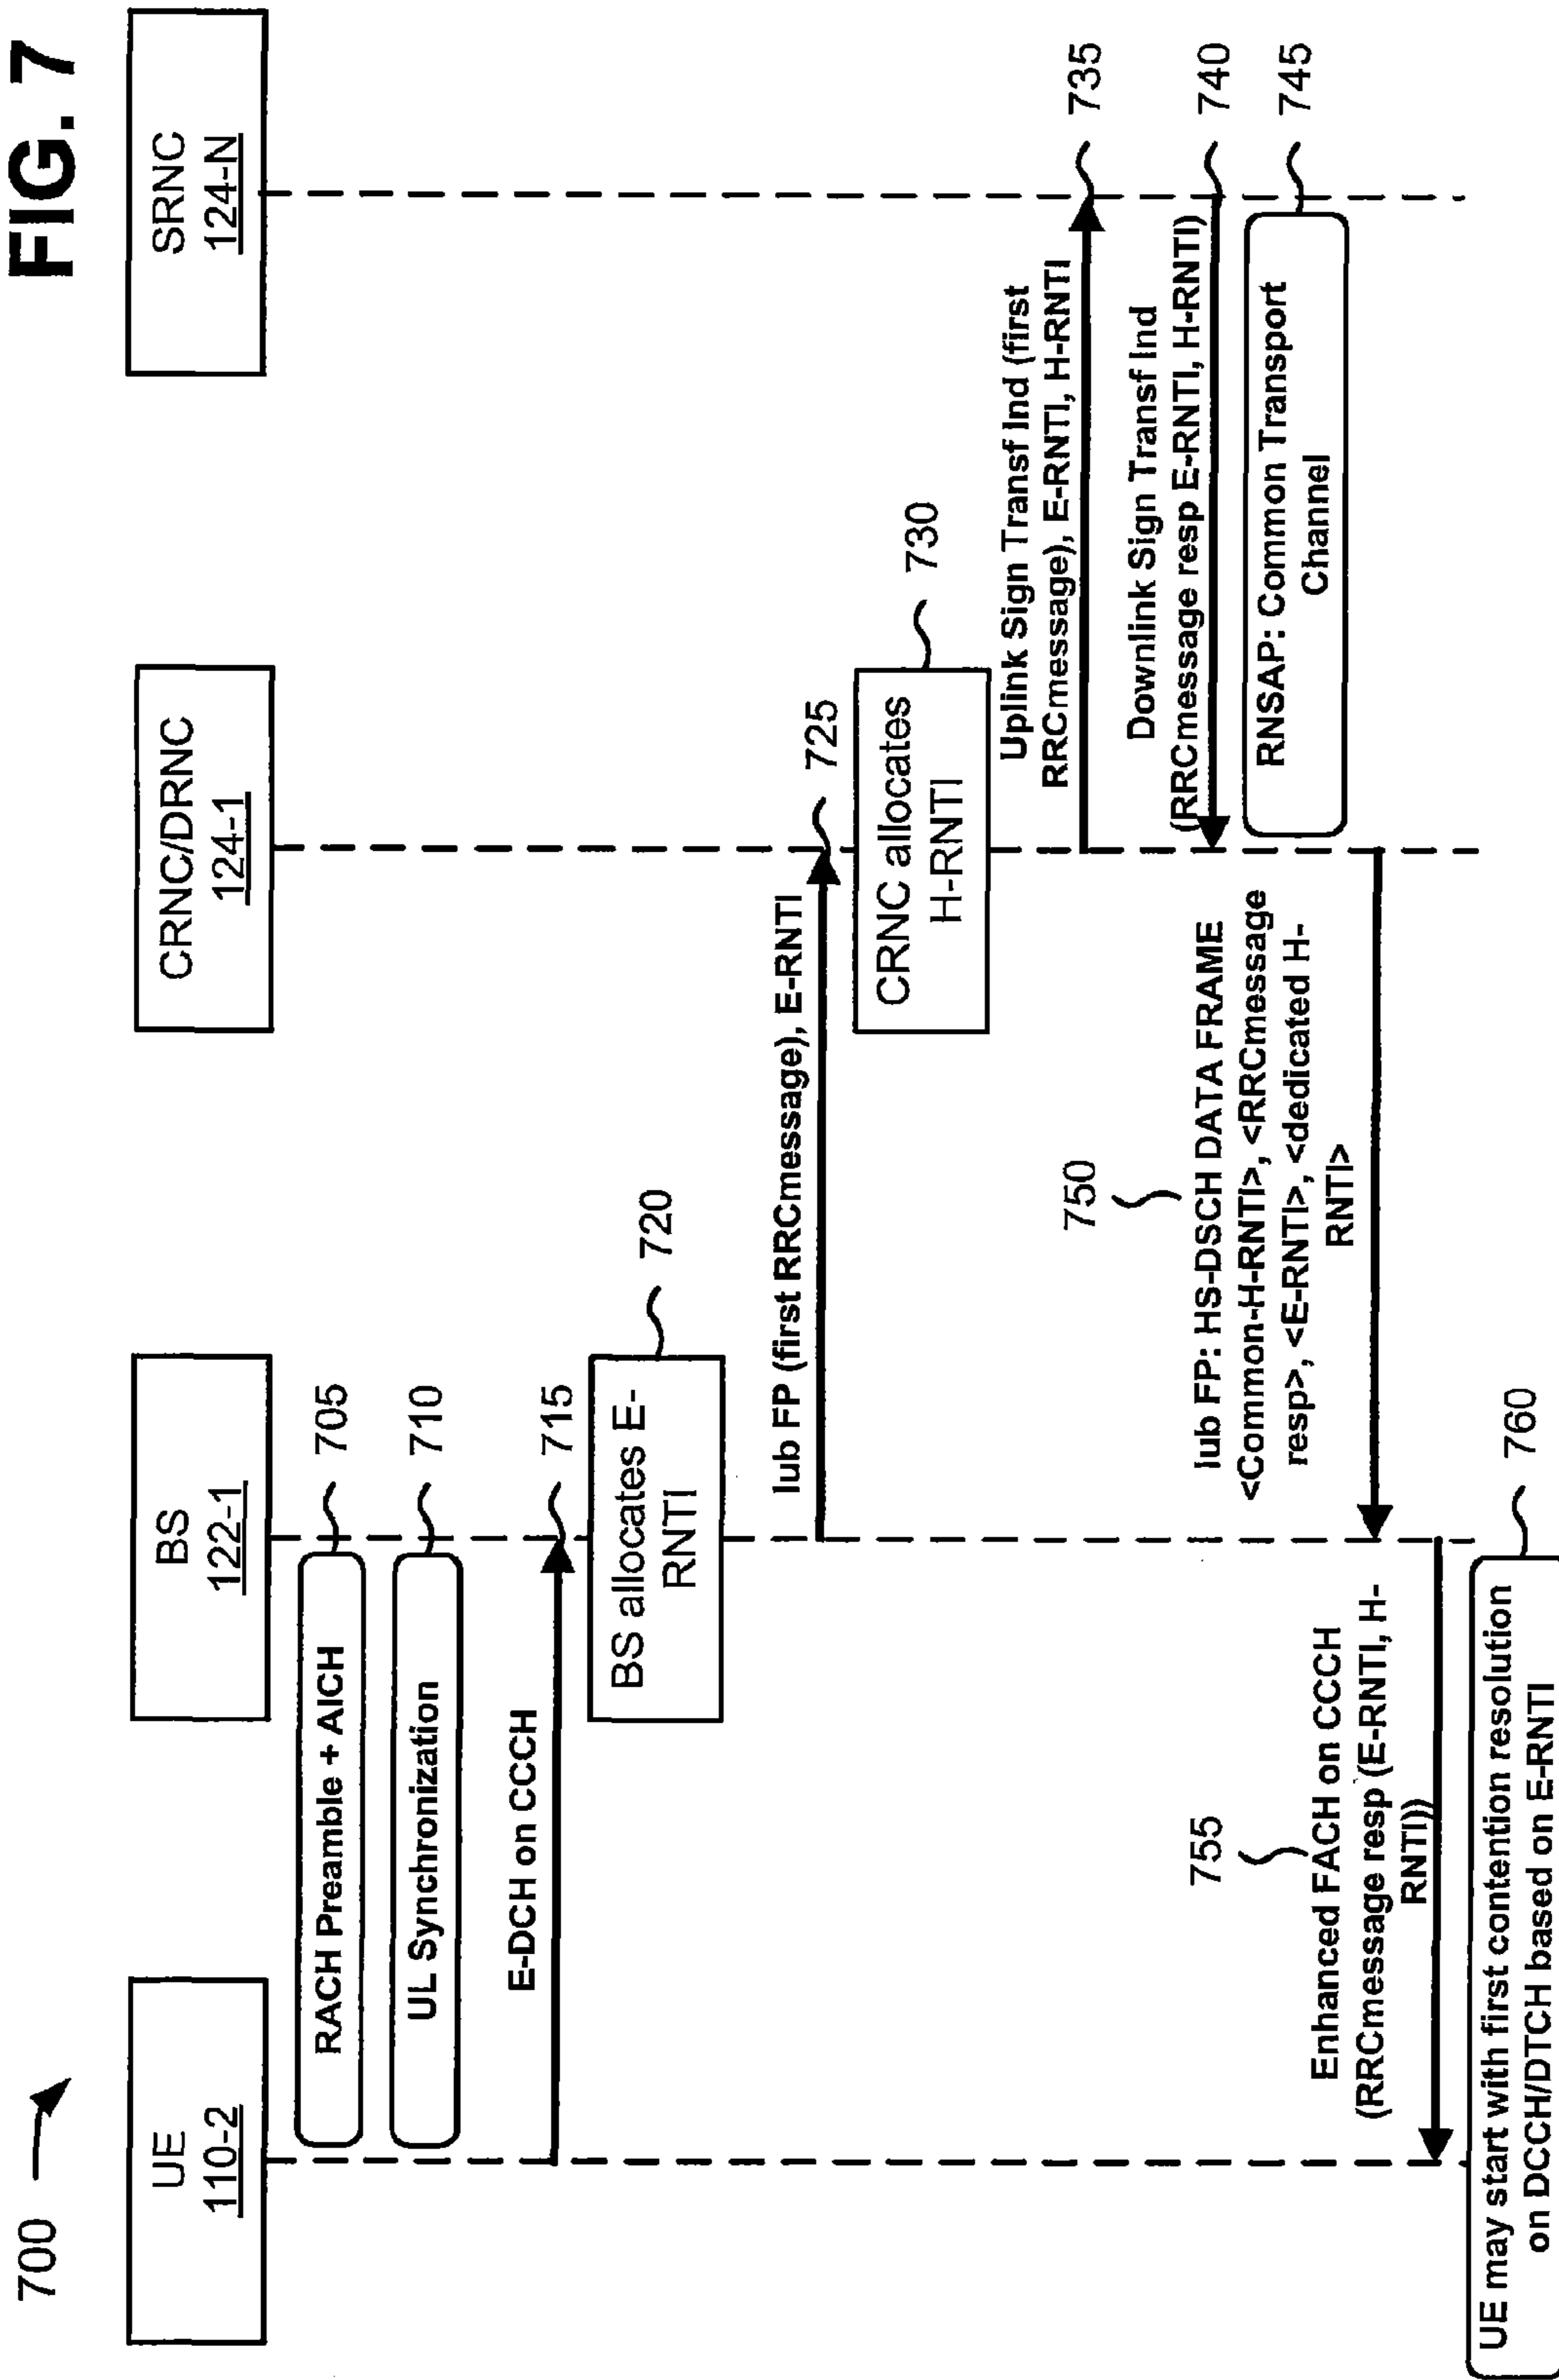 FIG. 7
700
UE
110-2
BS
122-1
CRNC/DRNC
124-1
SRNC
124-N
RACH Preamble + AICH
705
UL Synchronization
710
E-DCH on CCCH
715
BS allocates E-
RNTI
720
Iub FP (first RRCmessage), E-RNTI
725
CRNC allocates
H-RNTI
730
Uplink Sign Transf Ind (first
RRCmessage), E-RNTI, H-RNTI
735
Downlink Sign Transf Ind
(RRCmessage resp E-RNTI, H-RNTI)
740
RNSAP: Common Transport
Channel
745
750
Iub FP: HS-DSCH DATA FRAME
<Common-H-RNTI>, <RRCmessage
resp>, <E-RNTI>, <dedicated H-
RNTI>
755
Enhanced FACH on CCCH
(RRCmessage resp (E-RNTI, H-
RNTI))
760
UE may start with first contention resolution
on DCCH/DTCH based on E-RNTI